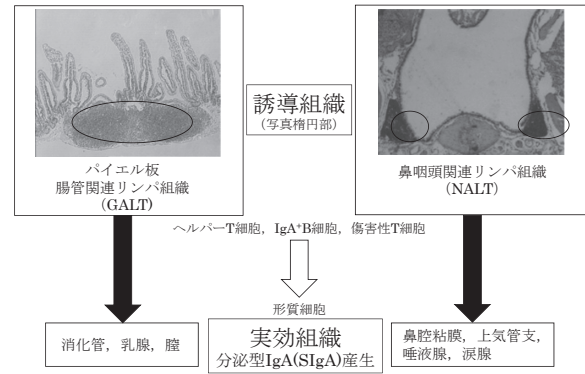 誘導組織
(写真楕円部)
パイエル板
腸管関連リンパ組織
(GALT)
鼻咽頭関連リンパ組織
(NALT)
ヘルパーT細胞,IgA⁺B細胞,傷害性T細胞
形質細胞
消化管,乳腺,膣
実効組織
分泌型IgA(SIgA)産生
鼻腔粘膜,上気管支,
唾液腺,涙腺